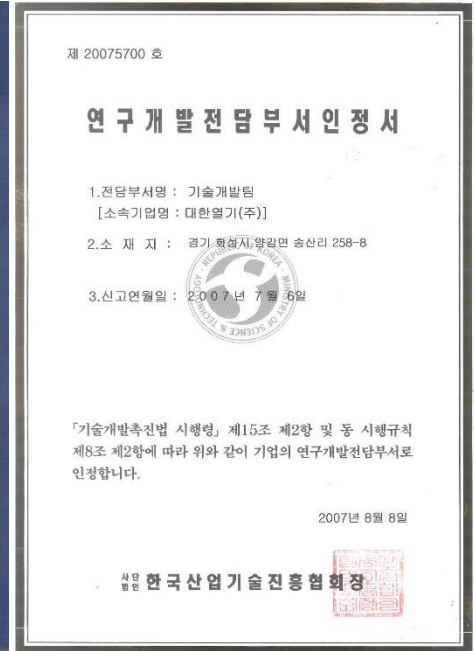 제 20075700 호
연구개발전담부서인정서
1.전담부서명 : 기술개발팀
[소속기업명 : 대한열기(주)]
2.소 재 지 : 경기 화성시 양감면 송산리 258-8
REPUBLIC OF KOREA · MINISTRY OF SCIENCE & TECHNOLOGY
3.신고연월일 : 2007년 7월 6일
「기술개발촉진법 시행령」 제15조 제2항 및 동 시행규칙
제8조 제2항에 따라 위와 같이 기업의 연구개발전담부서로
인정합니다.
2007년 8월 8일
사단법인 한국산업기술진흥협회장